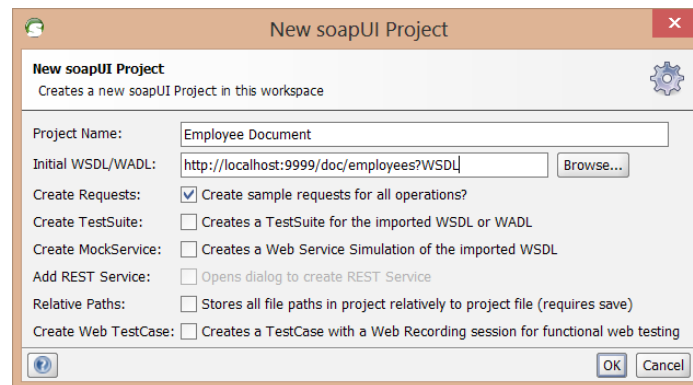 New soapUI Project
New soapUI Project
Creates a new soapUI Project in this workspace
Project Name: Employee Document
Initial WSDL/WADL: http://localhost:9999/doc/employees?WSDL Browse...
Create Requests: Create sample requests for all operations?
Create TestSuite: Creates a TestSuite for the imported WSDL or WADL
Create MockService: Creates a Web Service Simulation of the imported WSDL
Add REST Service: Opens dialog to create REST Service
Relative Paths: Stores all file paths in project relatively to project file (requires save)
Create Web TestCase: Creates a TestCase with a Web Recording session for functional web testing
OK Cancel